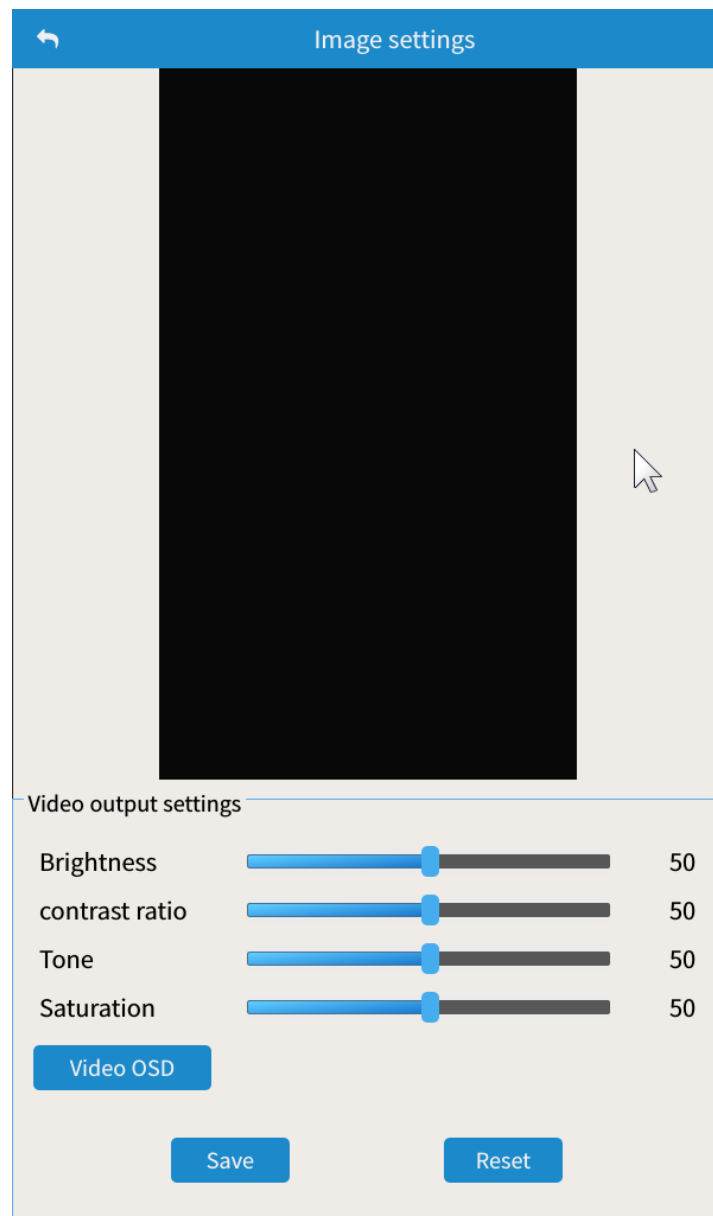 Image settings
Video output settings
Brightness 50
contrast ratio 50
Tone 50
Saturation 50
Video OSD
Save Reset